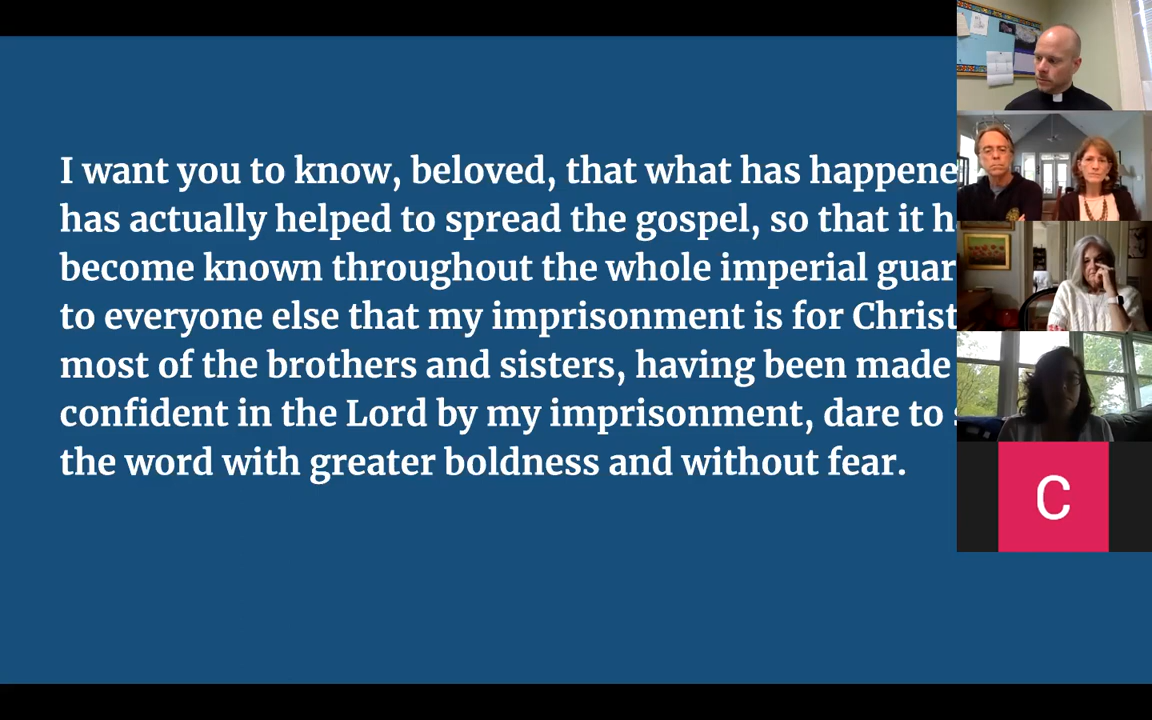 I want you to know, beloved, that what has happene
has actually helped to spread the gospel, so that it h
become known throughout the whole imperial guar
to everyone else that my imprisonment is for Christ
most of the brothers and sisters, having been made
confident in the Lord by my imprisonment, dare to s
the word with greater boldness and without fear.
C